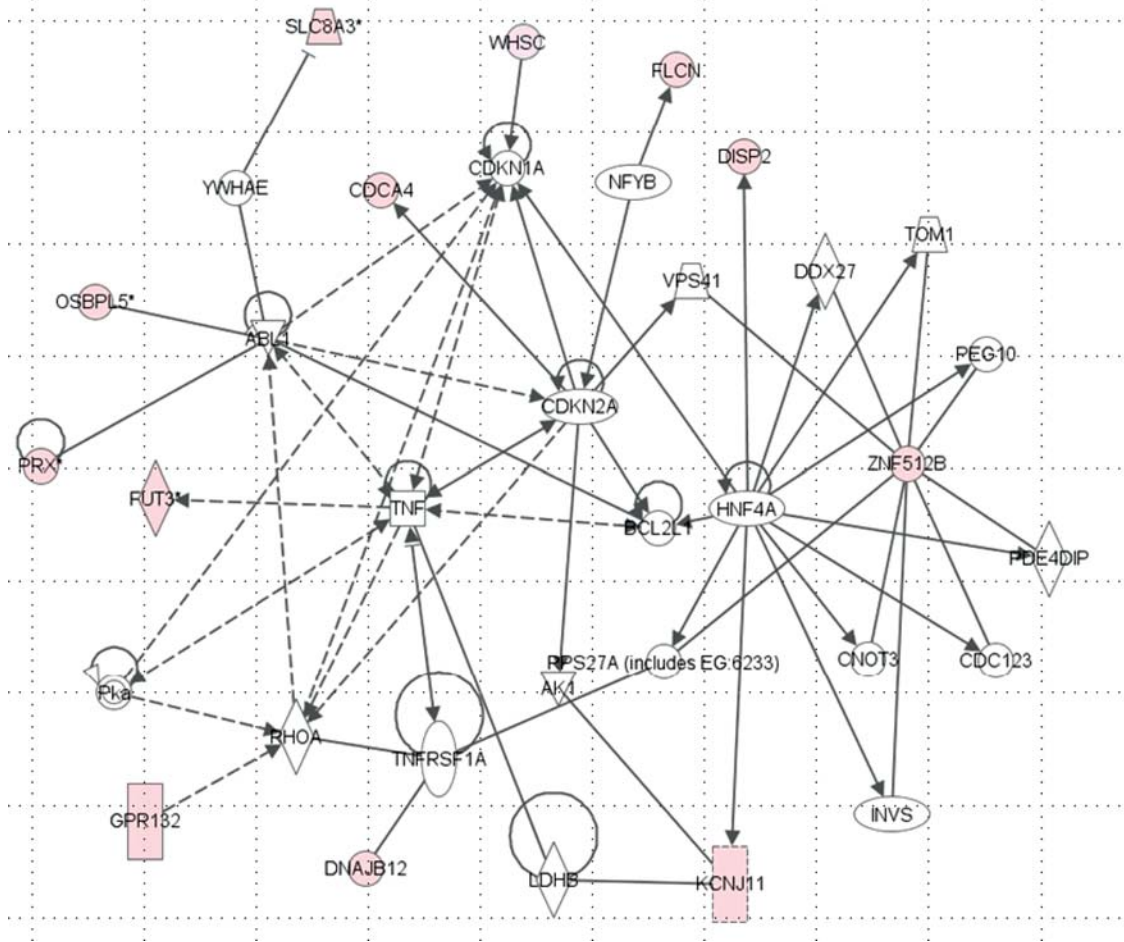 SLC8A3*
WHSC
FLCN
DISP2
CDKN1A
NFYB
YWHAE
CDCA4
TOM1
DDX27
VPS41
OSBPL5*
ABL1
PEG10
CDKN2A
PRX*
ZNF512B
FUT3*
TNF
HNF4A
BCL2L1
PDE4DIP
RPS27A (includes EG:6233)
CNOT3
CDC123
AK1
Pka
RHOA
TNFRSF1A
INVS
GPR132
DNAJB12
LDHB
KCNJ11